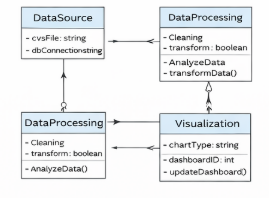 DataSource
- cvsFile: string
- dbConnectionstring
DataProcessing
- Cleaning
- transform : boolean
- AnalyzeData
- transformData()
DataProcessing
- Cleaning
- transform: boolean
- AnalyzeData()
Visualization
- chartType: string
- dashboardID: int
- updateDashboard()